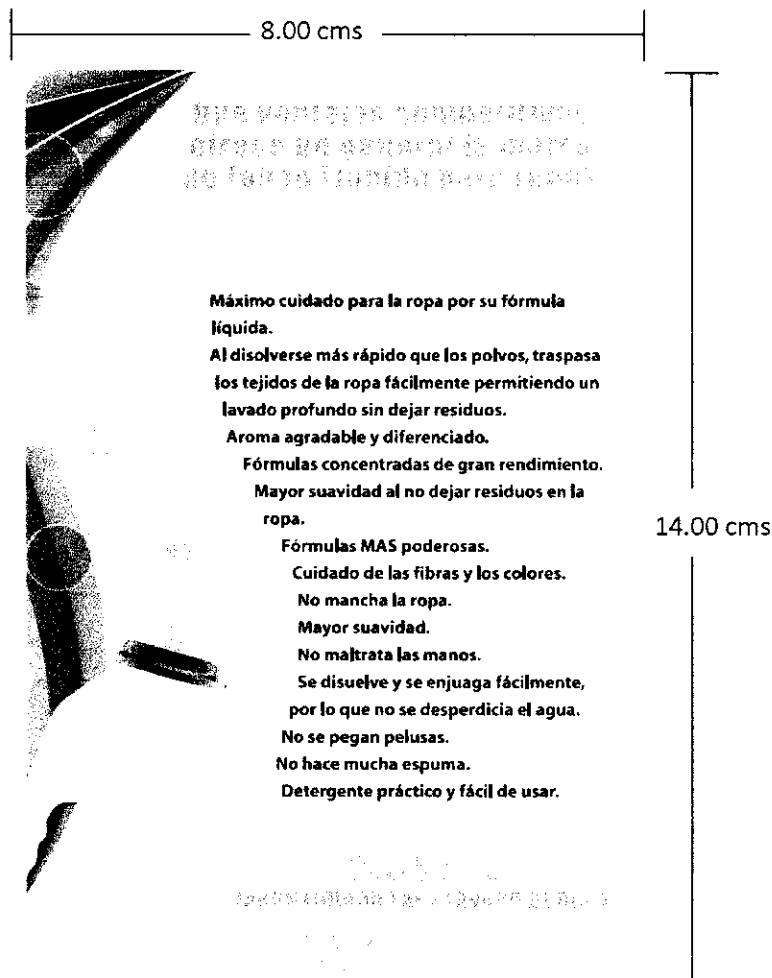 8.00 cms
Máximo cuidado para la ropa por su fórmula
líquida.
Al disolverse más rápido que los polvos, traspasa
los tejidos de la ropa fácilmente permitiendo un
lavado profundo sin dejar residuos.
Aroma agradable y diferenciado.
Fórmulas concentradas de gran rendimiento.
Mayor suavidad al no dejar residuos en la
ropa.
14.00 cms
Fórmulas MAS poderosas.
Cuidado de las fibras y los colores.
No mancha la ropa.
Mayor suavidad.
No maltrata las manos.
Se disuelve y se enjuaga fácilmente,
por lo que no se desperdicia el agua.
No se pegan pelusas.
No hace mucha espuma.
Detergente práctico y fácil de usar.